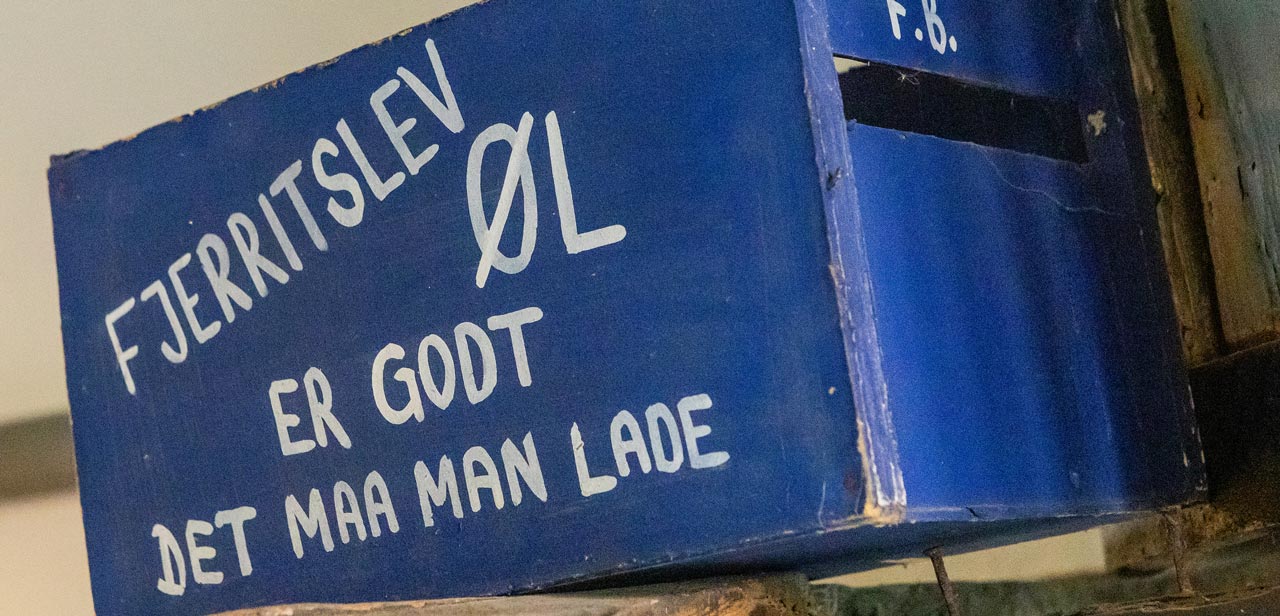 FJERRITSLEV
ØL
ER GODT
DET MAA MAN LADE
F.B.